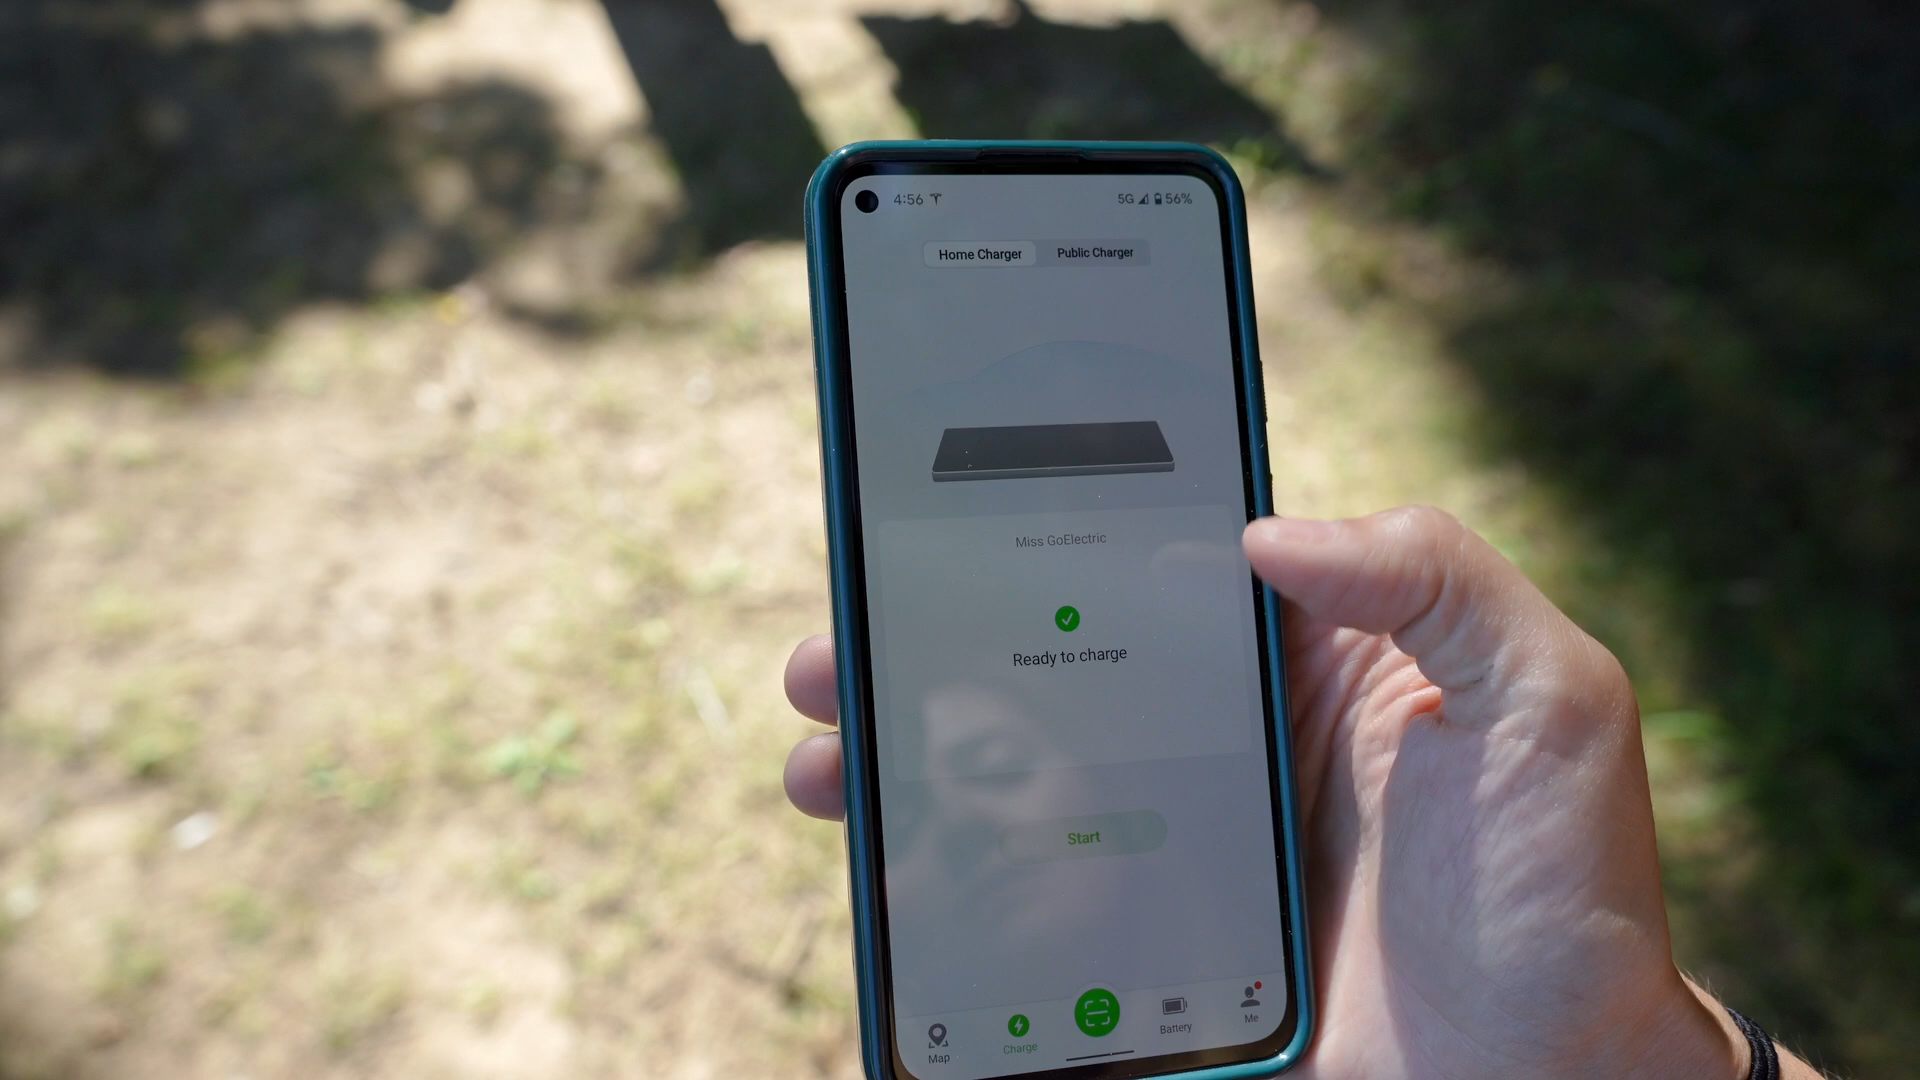 4:56 5G 56%
Home Charger Public Charger
Miss GoElectric
Ready to charge
Start
Map Charge Battery Me